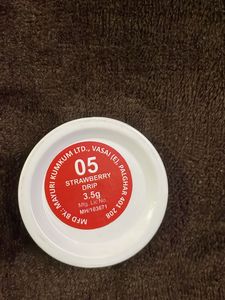 05
STRAWBERRY
DRIP
3.5g
Mfg. Lic No.
MH/163671
MFD BY: MAYURI KUMKUM LTD., VASAI (E), PALGHAR 401 208